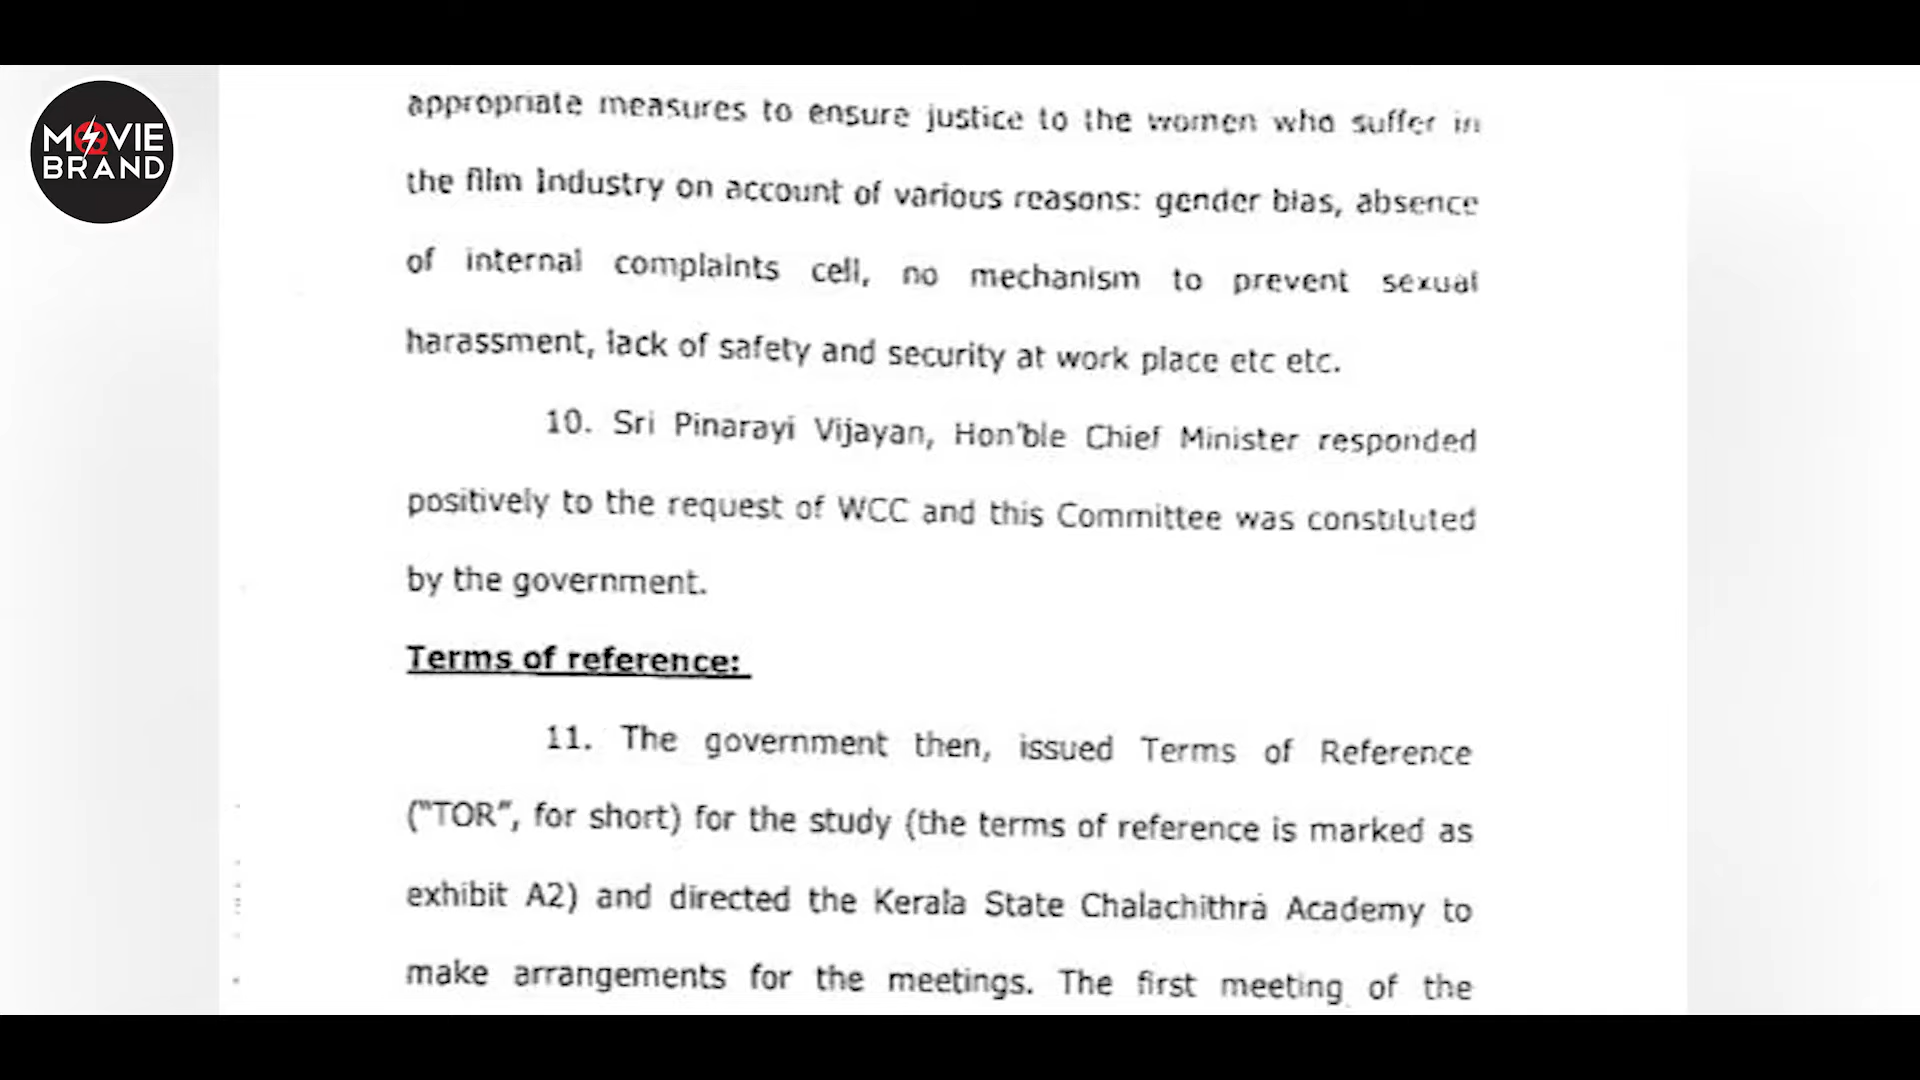 MOVIE
BRAND
appropriate measures to ensure justice to the women who suffer in
the film Industry on account of various reasons: gender bias, absence
of internal complaints cell, no mechanism to prevent sexual
harassment, lack of safety and security at work place etc etc.
10. Sri Pinarayi Vijayan, Hon'ble Chief Minister responded
positively to the request of WCC and this Committee was constituted
by the government.
Terms of reference:
11. The government then, issued Terms of Reference
("TOR", for short) for the study (the terms of reference is marked as
exhibit A2) and directed the Kerala State Chalachithra Academy to
make arrangements for the meetings. The first meeting of the